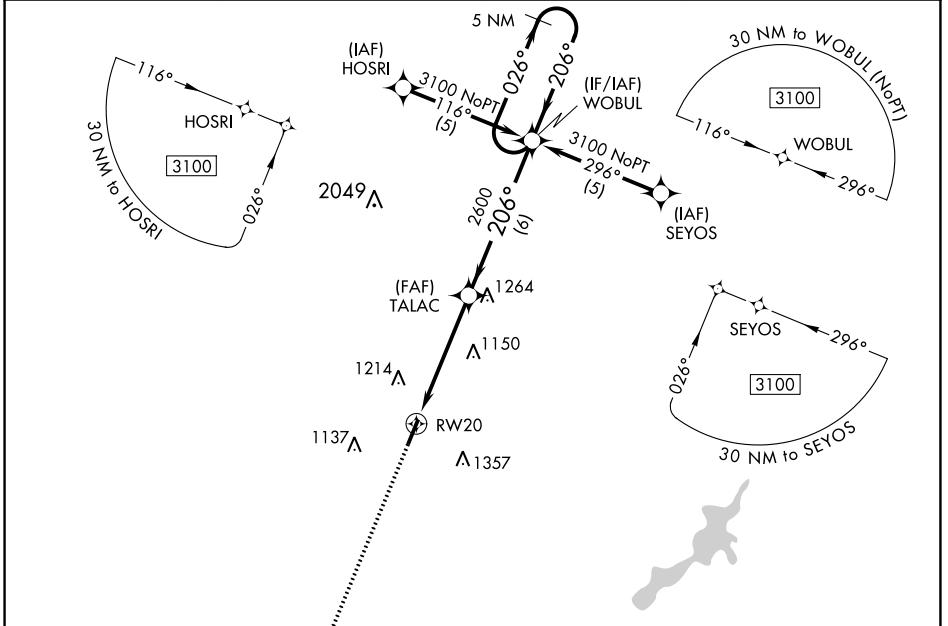 5 NM
026°
206°
(IAF)
HOSRI
3100 NoPT
116°
(5)
(IF/IAF)
WOBUL
3100 NoPT
296°
(5)
(IAF)
SEYOS
116°
HOSRI
3100
026°
30 NM to HOSRI
30 NM to WOBUL (NoPT)
3100
116°
WOBUL
296°
2049
2600
206°
(6)
(FAF)
TALAC
1264
1150
1214
RW20
1137
1357
SEYOS
296°
026°
3100
30 NM to SEYOS